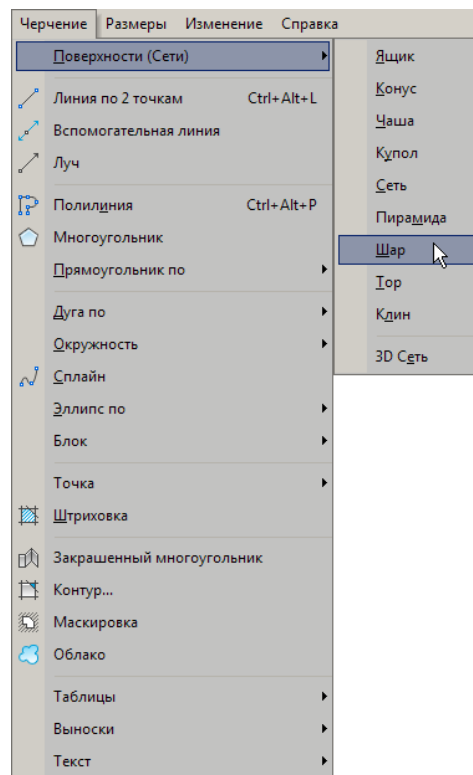 Черчение Размеры Изменение Справка
Поверхности (Сети)
Линия по 2 точкам Ctrl+Alt+L
Вспомогательная линия
Луч
Полилиния Ctrl+Alt+P
Многоугольник
Прямоугольник по
Дуга по
Окружность
Сплайн
Эллипс по
Блок
Точка
Штриховка
Закрашенный многоугольник
Контур...
Маскировка
Облако
Таблицы
Выноски
Текст
Ящик
Конус
Чаша
Купол
Сеть
Пирамида
Шар
Тор
Клин
3D Сеть